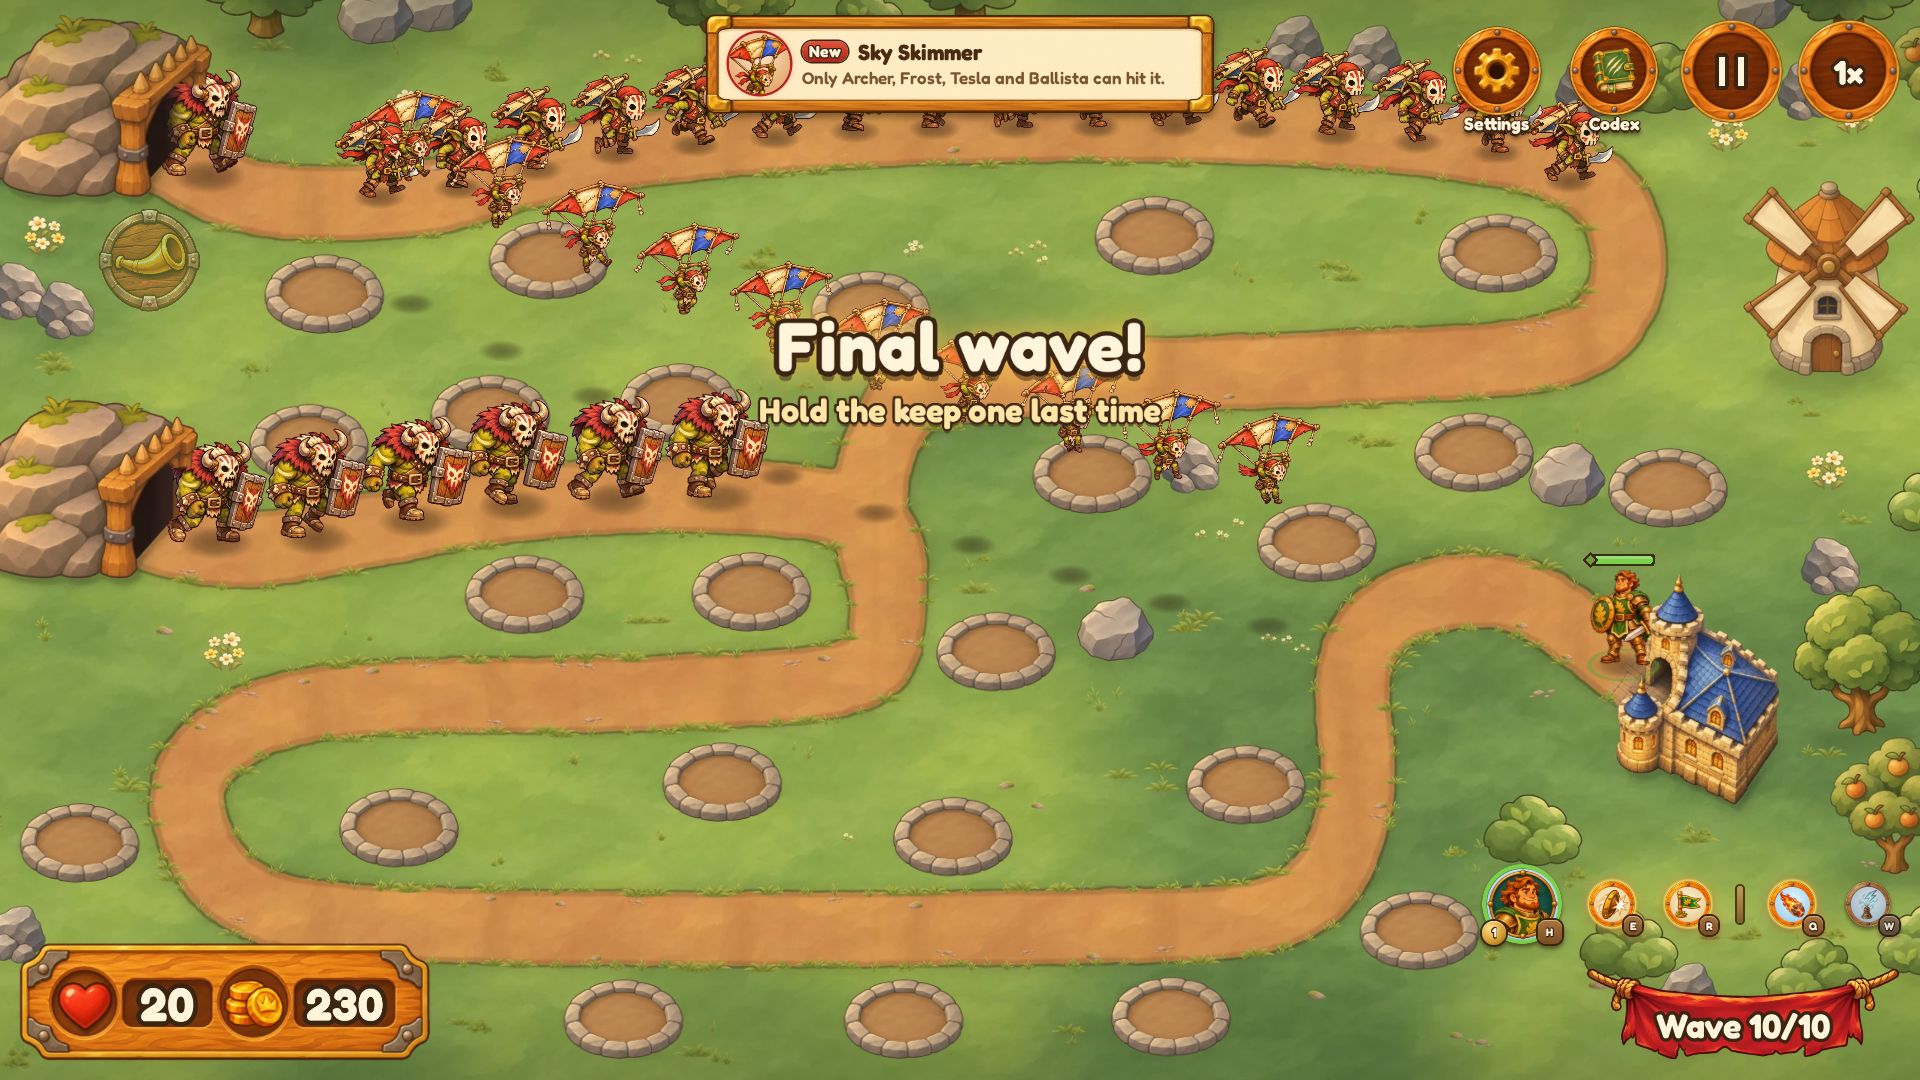 New Sky Skimmer
Only Archer, Frost, Tesla and Ballista can hit it.
1x
Settings
Codex
Final wave!
Hold the keep one last time
1
H
E
R
Q
W
20
230
Wave 10/10